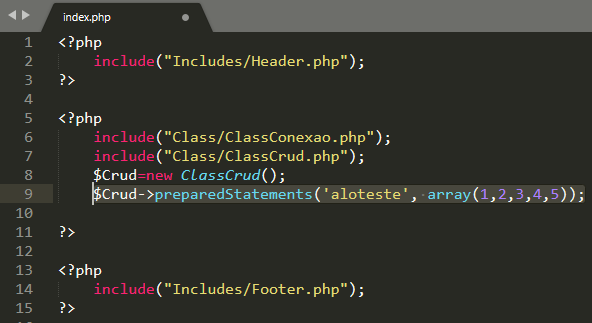 index.php
1 <?php
2 include("Includes/Header.php");
3 ?>
4
5 <?php
6 include("Class/ClassConexao.php");
7 include("Class/ClassCrud.php");
8 $Crud=new ClassCrud();
9 $Crud->preparedStatements('aloteste', array(1,2,3,4,5));
10
11 ?>
12
13 <?php
14 include("Includes/Footer.php");
15 ?>